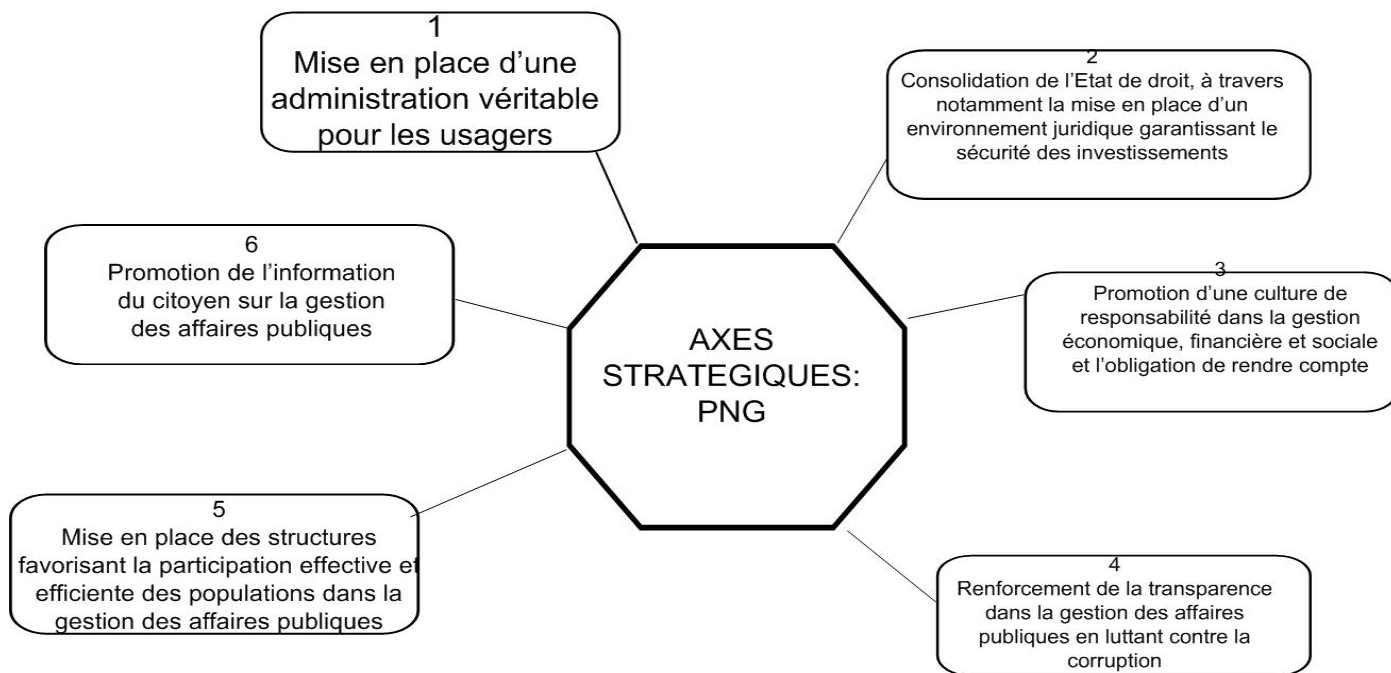 1
Mise en place d’une
administration véritable
pour les usagers
2
Consolidation de l’Etat de droit, à travers
notamment la mise en place d’un
environnement juridique garantissant le
sécurité des investissements
3
Promotion d’une culture de
responsabilité dans la gestion
économique, financière et sociale
et l’obligation de rendre compte
4
Renforcement de la transparence
dans la gestion des affaires
publiques en luttant contre la
corruption
5
Mise en place des structures
favorisant la participation effective et
efficiente des populations dans la
gestion des affaires publiques
6
Promotion de l’information
du citoyen sur la gestion
des affaires publiques
AXES
STRATEGIQUES:
PNG